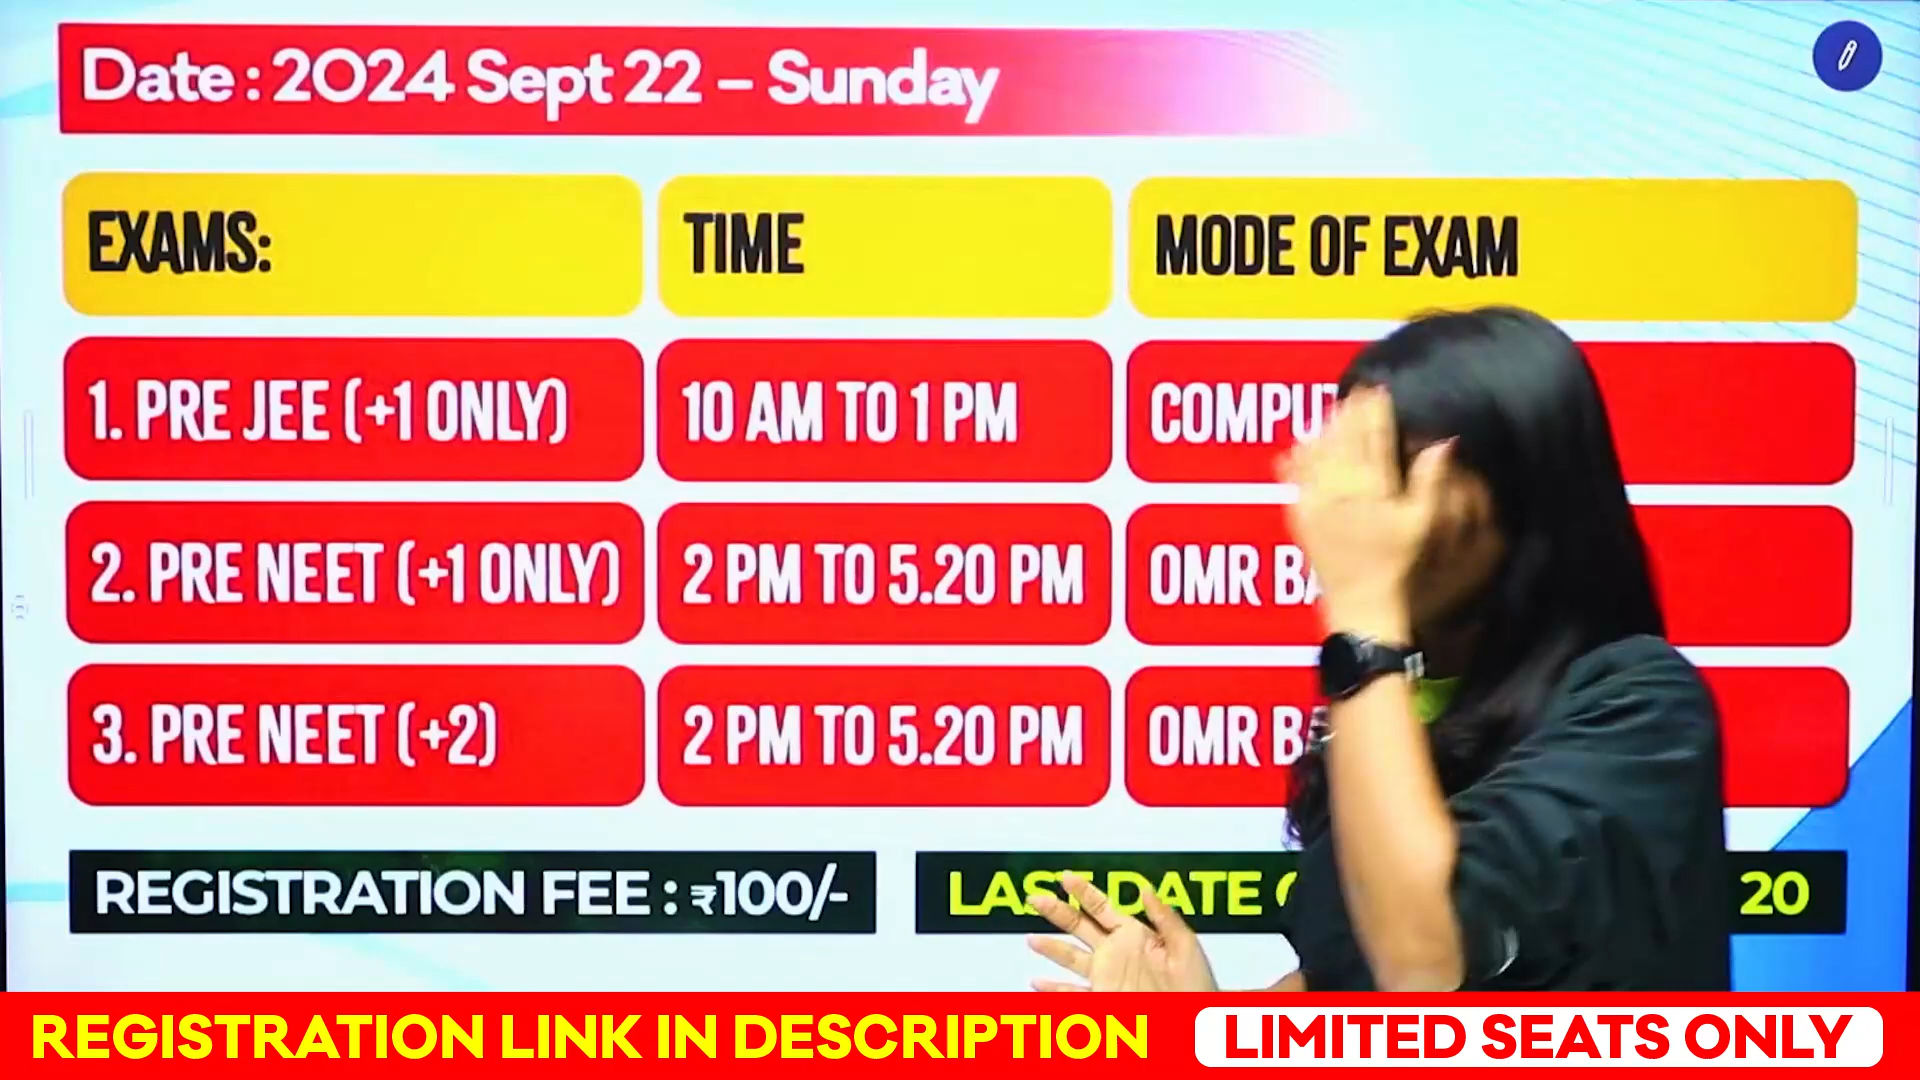 Date : 2024 Sept 22 – Sunday
EXAMS: TIME MODE OF EXAM
1. PRE JEE (+1 ONLY) 10 AM TO 1 PM
2. PRE NEET (+1 ONLY) 2 PM TO 5.20 PM OMR
3. PRE NEET (+2) 2 PM TO 5.20 PM OMR
REGISTRATION FEE : ₹100/- LAST DATE 20
REGISTRATION LINK IN DESCRIPTION LIMITED SEATS ONLY